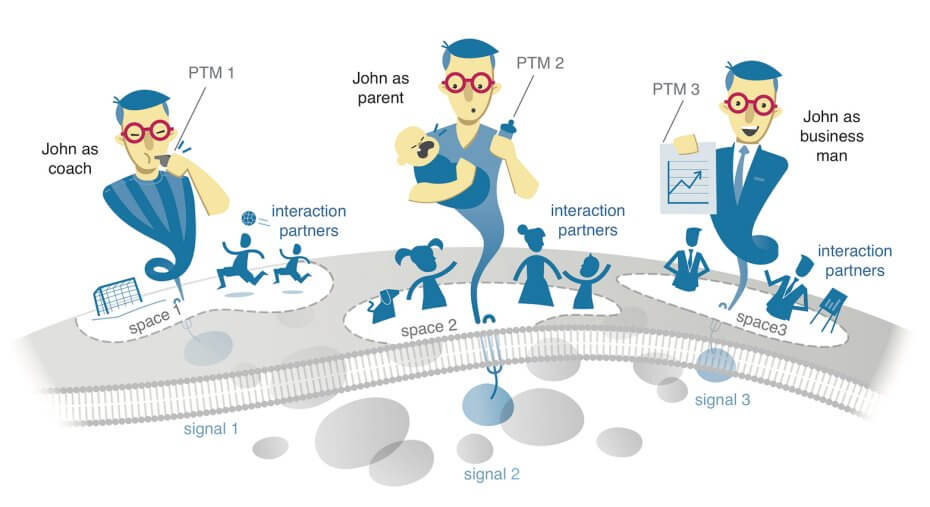 PTM 1
John as
coach
interaction
partners
space 1
signal 1
John as
parent
PTM 2
interaction
partners
space 2
signal 2
PTM 3
John as
business
man
interaction
partners
space3
signal 3